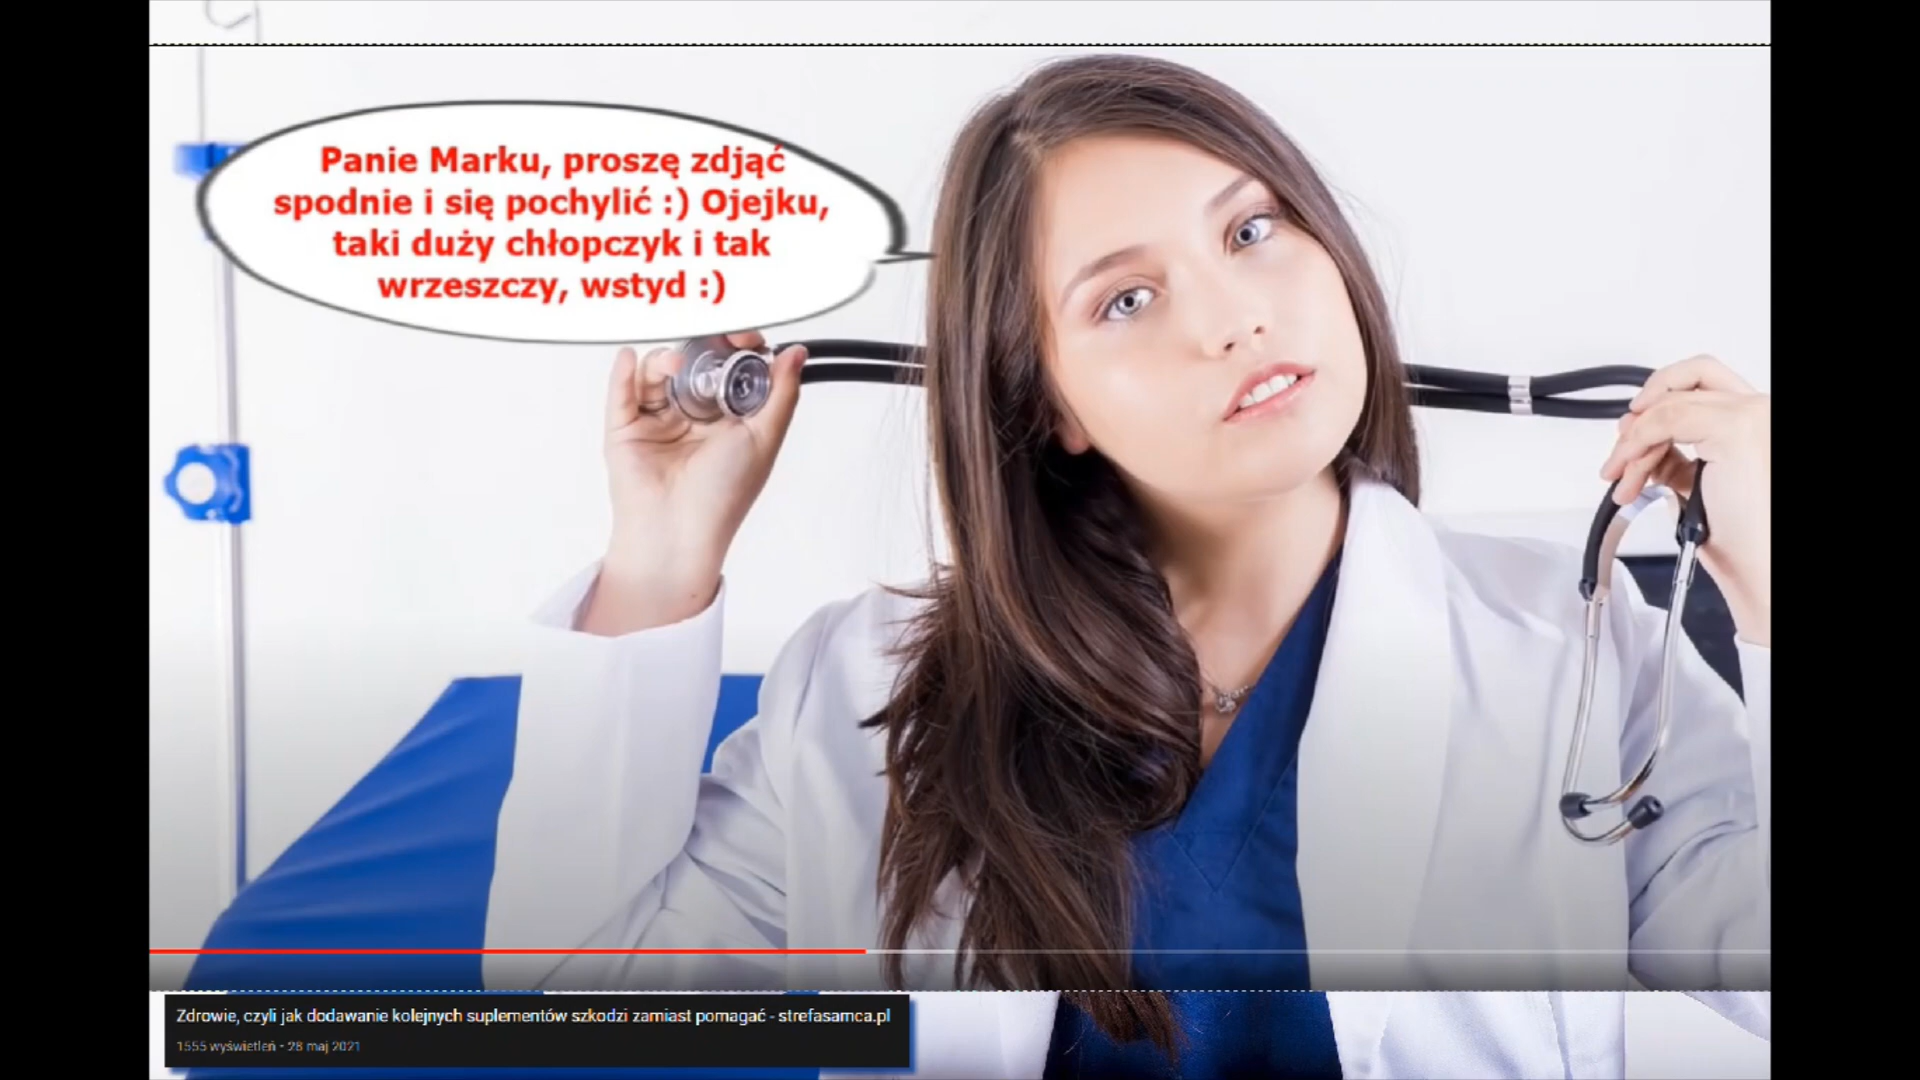 Panie Marku, proszę zdjąć
spodnie i się pochylić :) Ojejku,
taki duży chłopczyk i tak
wrzeszczy, wstyd :)
Zdrowie, czyli jak dodawanie kolejnych suplementów szkodzi zamiast pomagać - strefasamca.pl
1555 wyświetleń • 28 maj 2021